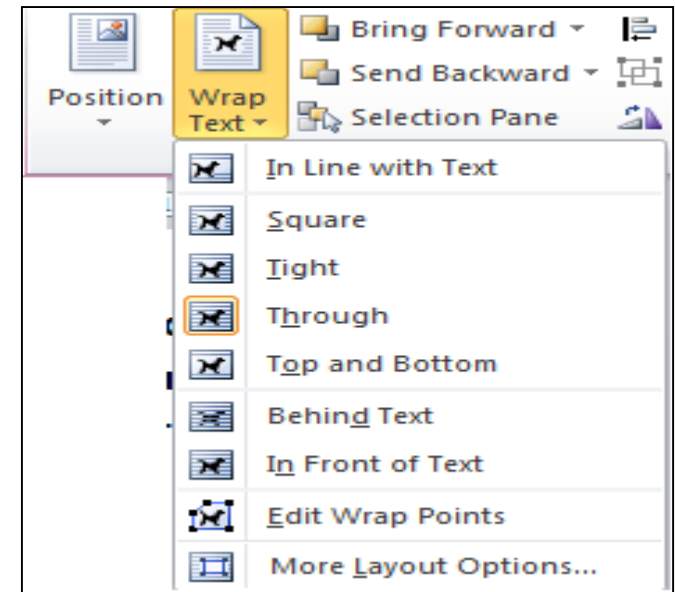 Position
Wrap
Text
Bring Forward
Send Backward
Selection Pane
In Line with Text
Square
Tight
Through
Top and Bottom
Behind Text
In Front of Text
Edit Wrap Points
More Layout Options...